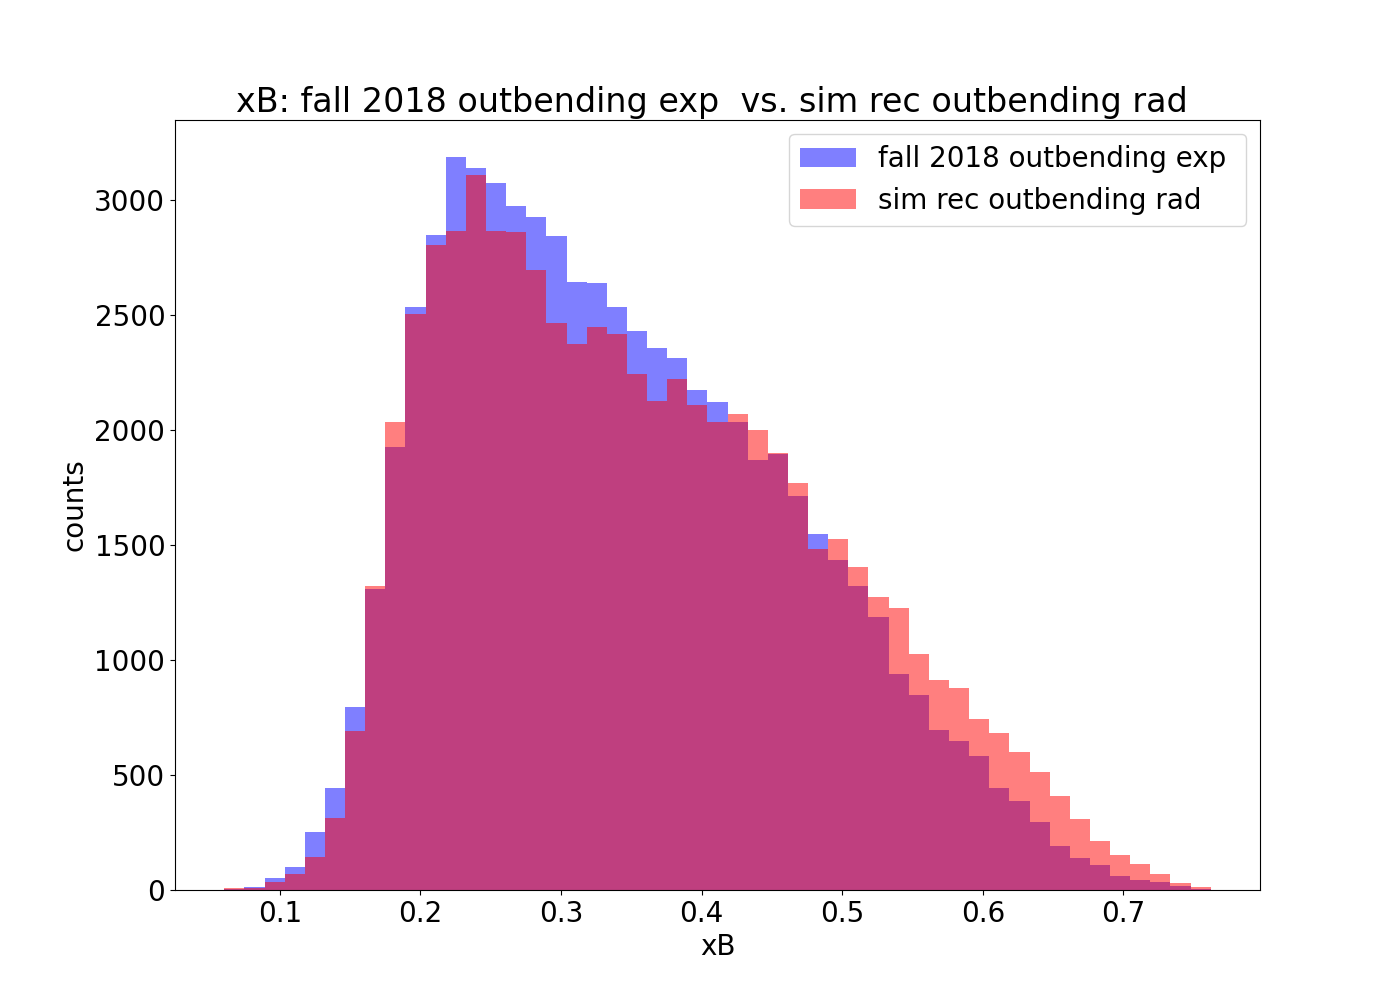 xB: fall 2018 outbending exp  vs. sim rec outbending rad
fall 2018 outbending exp
sim rec outbending rad
3000
2500
2000
1500
1000
500
0
counts
0.1 0.2 0.3 0.4 0.5 0.6 0.7
xB